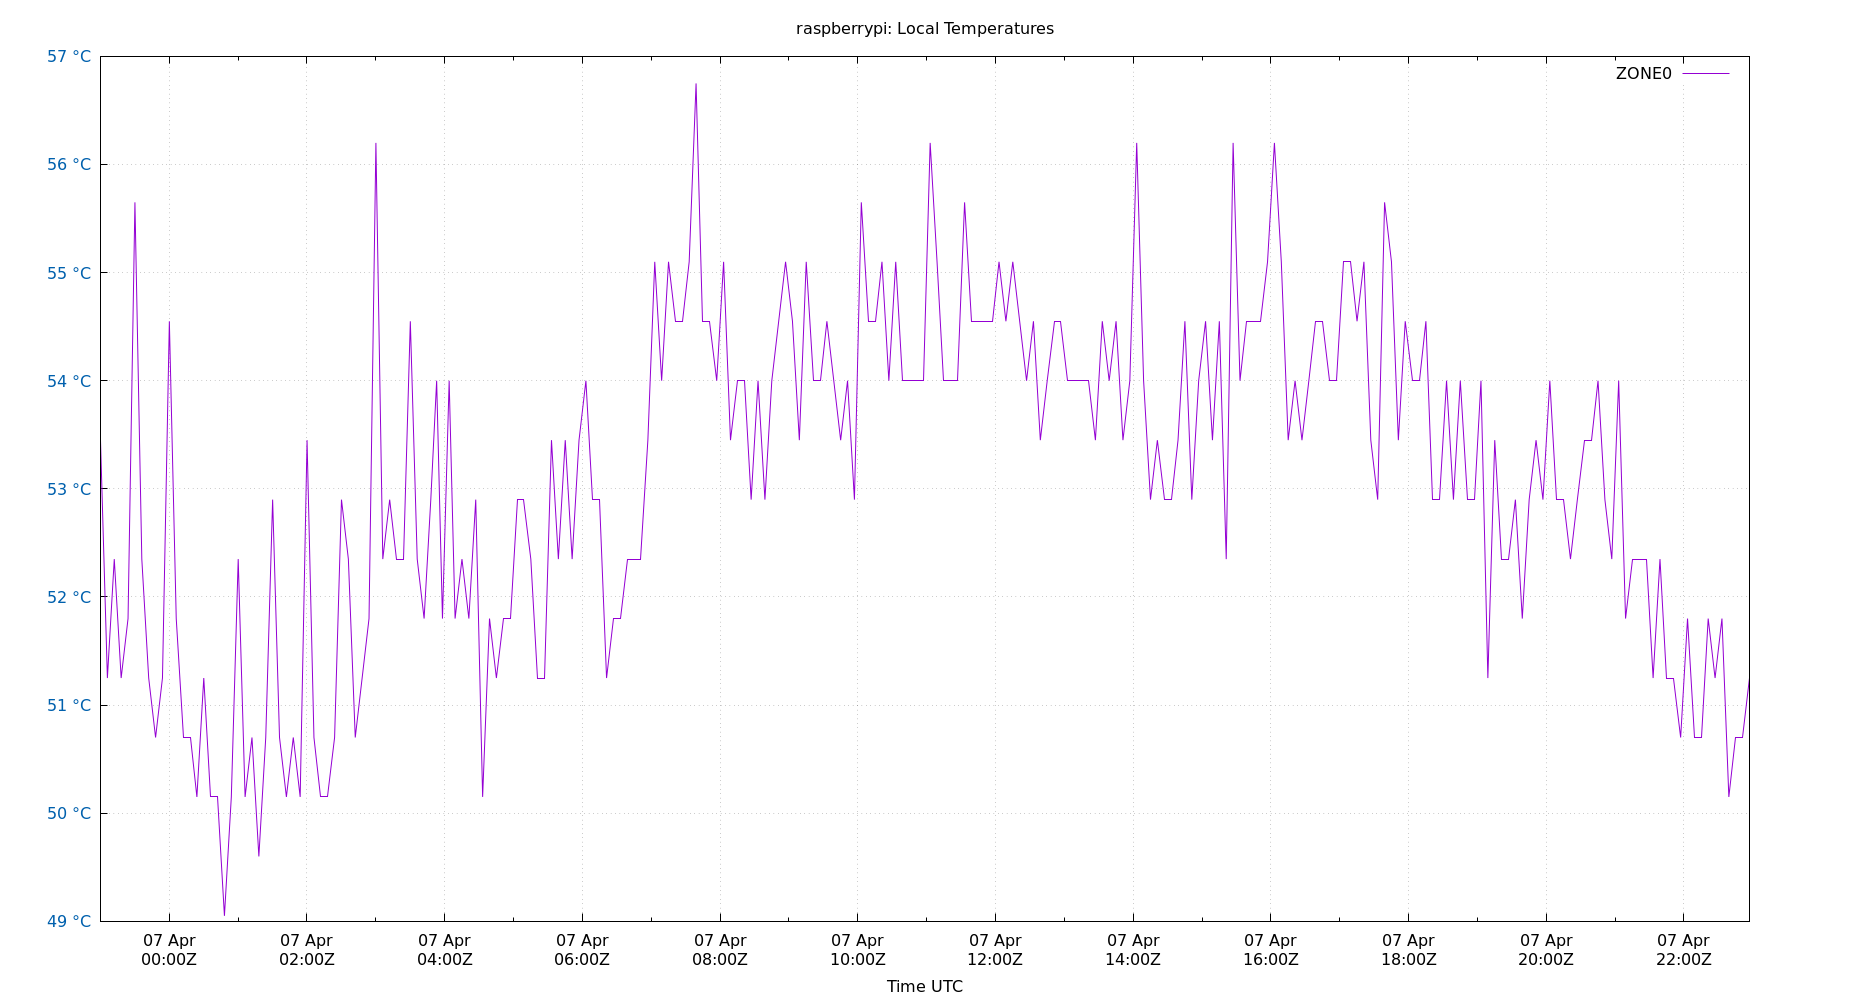 raspberrypi: Local Temperatures
57 °C
ZONE0
56 °C
55 °C
54 °C
53 °C
52 °C
51 °C
50 °C
49 °C
07 Apr 07 Apr 07 Apr 07 Apr 07 Apr 07 Apr 07 Apr 07 Apr 07 Apr 07 Apr 07 Apr 07 Apr
00:00Z 02:00Z 04:00Z 06:00Z 08:00Z 10:00Z 12:00Z 14:00Z 16:00Z 18:00Z 20:00Z 22:00Z
Time UTC